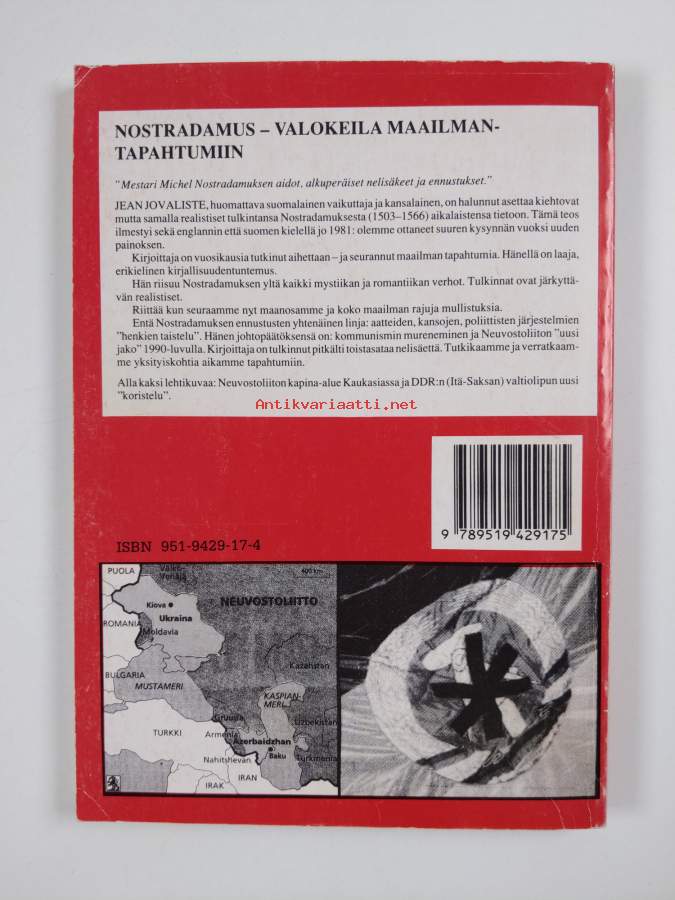 NOSTRADAMUS – VALOKEILA MAAILMAN-
TAPAHTUMIIN
"Mestari Michel Nostradamuksen aidot, alkuperäiset nelisäkeet ja ennustukset."
JEAN JOVALISTE, huomattava suomalainen vaikuttaja ja kansalainen, on halunnut asettaa kiehtovat
mutta samalla realistiset tulkintansa Nostradamuksesta (1503–1566) aikalaistensa tietoon. Tämä teos
ilmestyi sekä englannin että suomen kielellä jo 1981: olemme ottaneet suuren kysynnän vuoksi uuden
painoksen.
Kirjoittaja on vuosikausia tutkinut aihettaan – ja seurannut maailman tapahtumia. Hänellä on laaja,
erikielinen kirjallisuudentuntemus.
Hän riisuu Nostradamuksen yltä kaikki mystiikan ja romantiikan verhot. Tulkinnat ovat järkyttä-
vän realistiset.
Riittää kun seuraamme nyt maanosamme ja koko maailman rajuja mullistuksia.
Entä Nostradamuksen ennustusten yhtenäinen linja: aatteiden, kansojen, poliittisten järjestelmien
"henkien taistelu". Hänen johtopäätöksensä on: kommunismin mureneminen ja Neuvostoliiton "uusi
jako" 1990-luvulla. Kirjoittaja on tulkinnut pitkälti toistasataa nelisäettä. Tutkikaamme ja verratkaam-
me yksityiskohtia aikamme tapahtumiin.
Alla kaksi lehtikuvaa: Neuvostoliiton kapina-alue Kaukasiassa ja DDR:n (Itä-Saksan) valtiolipun uusi
"koristelu".
Antikvariaatti.net
9 789519 429175
ISBN 951-9429-17-4
PUOLA
Valko-
Venäjä
400 km
Kiova
NEUVOSTOLIITTO
Ukraina
ROMANIA
Moldavia
Kazahstan
BULGARIA
MUSTAMERI
KASPIAN-
MERI
Gruusia
Uzbekistan
TURKKI
Armenia
Azerbaidzhan
Baku
Nahitshevan
Turkmenia
IRAN
IRAK